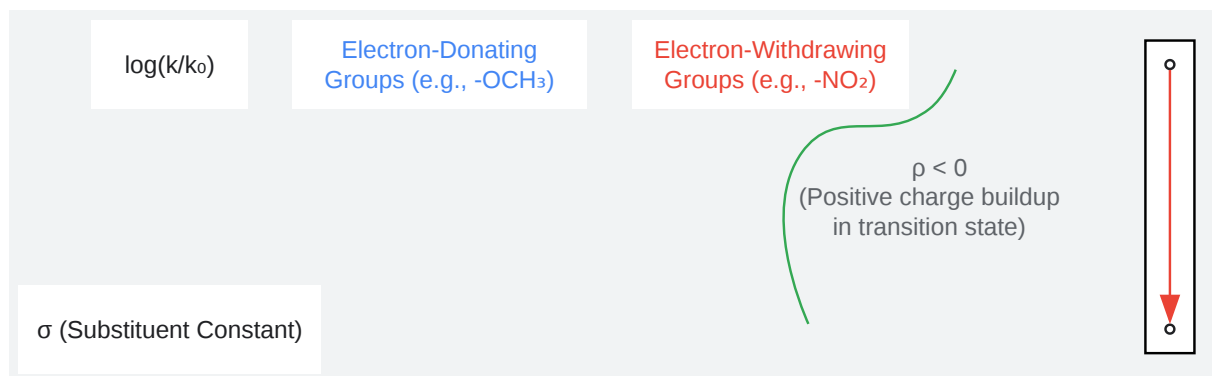 log(k/k₀)
Electron-Donating
Groups (e.g., -OCH₃)
Electron-Withdrawing
Groups (e.g., -NO₂)
ρ < 0
(Positive charge buildup
in transition state)
σ (Substituent Constant)